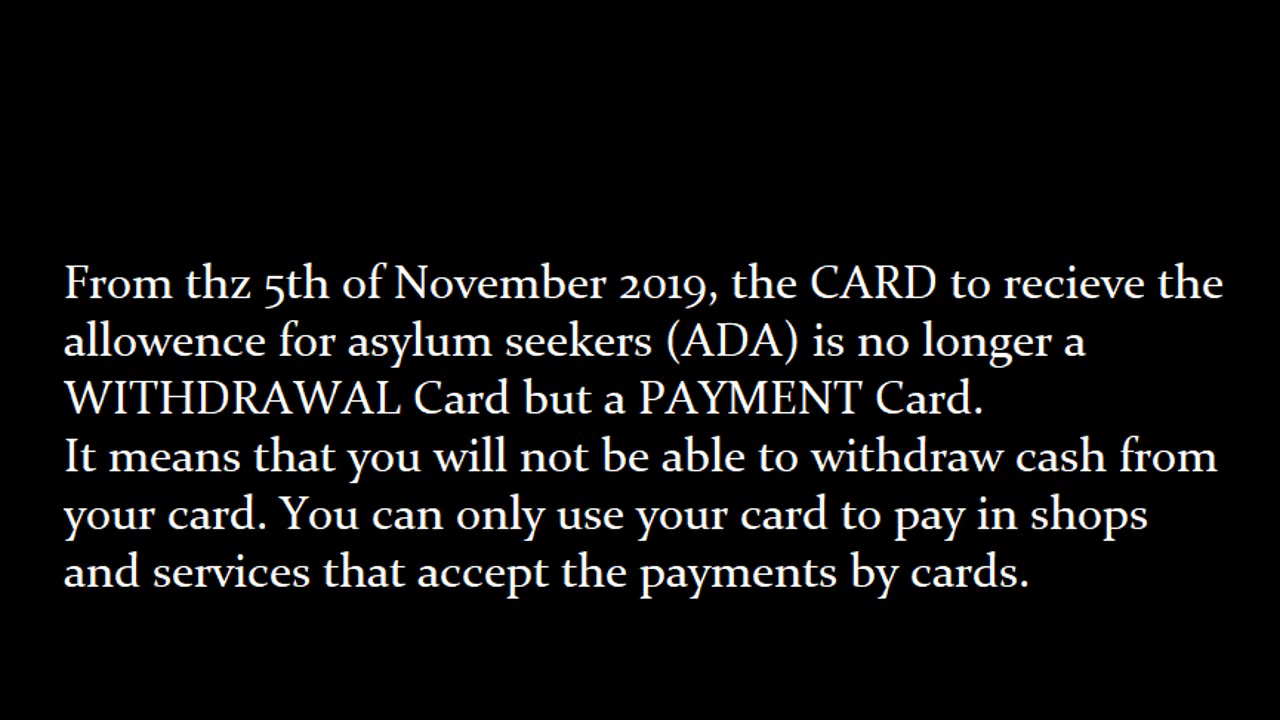 From thz 5th of November 2019, the CARD to recieve the
allowence for asylum seekers (ADA) is no longer a
WITHDRAWAL Card but a PAYMENT Card.
It means that you will not be able to withdraw cash from
your card. You can only use your card to pay in shops
and services that accept the payments by cards.